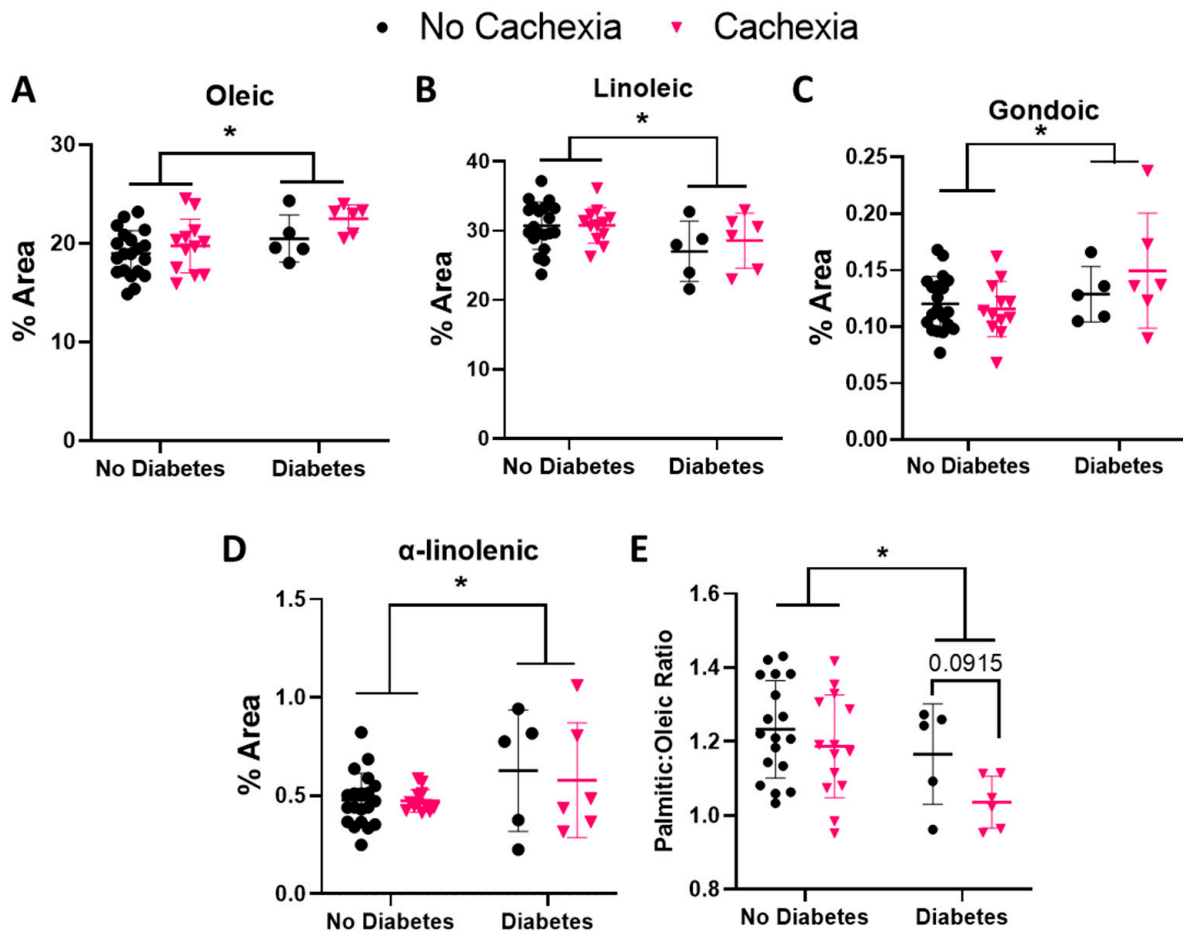 No Cachexia Cachexia
A Oleic
*
% Area
30
20
10
0
No Diabetes Diabetes
B Linoleic
*
% Area
40
30
20
10
0
No Diabetes Diabetes
C Gondoic
*
% Area
0.25
0.20
0.15
0.10
0.05
0.00
No Diabetes Diabetes
D α-linolenic
*
% Area
1.5
1.0
0.5
0.0
No Diabetes Diabetes
E
*
0.0915
Palmitic:Oleic Ratio
1.6
1.4
1.2
1.0
0.8
No Diabetes Diabetes